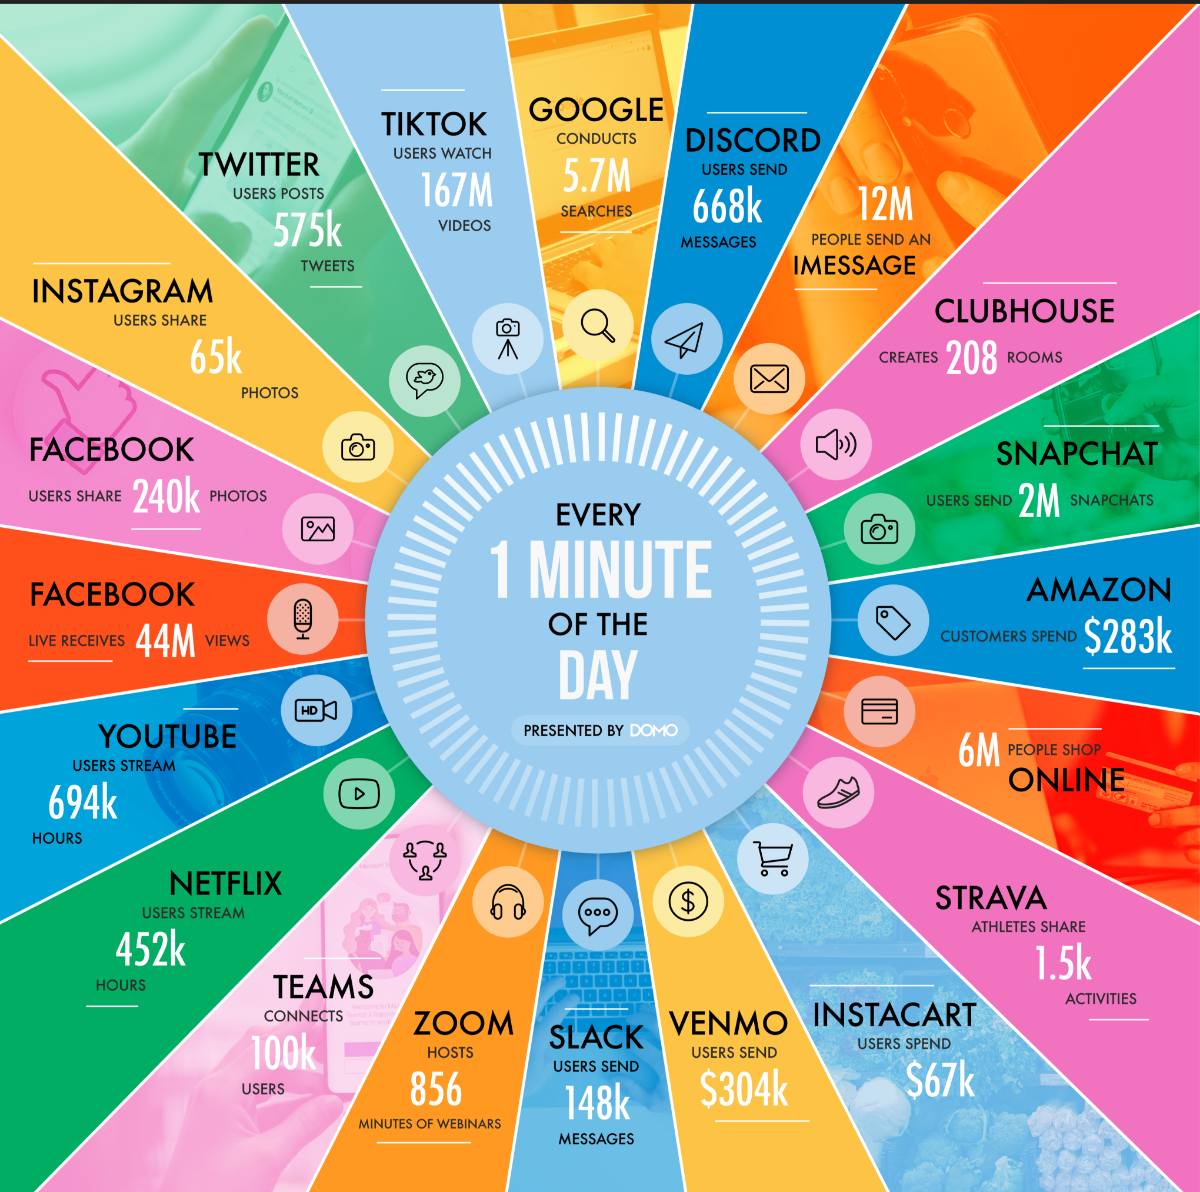 EVERY
1 MINUTE
OF THE
DAY
PRESENTED BY DOMO
GOOGLE
CONDUCTS
5.7M
SEARCHES
DISCORD
USERS SEND
668k
MESSAGES
12M
PEOPLE SEND AN
IMESSAGE
CLUBHOUSE
CREATES 208 ROOMS
SNAPCHAT
USERS SEND 2M SNAPCHATS
AMAZON
CUSTOMERS SPEND $283k
6M PEOPLE SHOP
ONLINE
STRAVA
ATHLETES SHARE
1.5k
ACTIVITIES
INSTACART
USERS SPEND
$67k
VENMO
USERS SEND
$304k
SLACK
USERS SEND
148k
MESSAGES
ZOOM
HOSTS
856
MINUTES OF WEBINARS
TEAMS
CONNECTS
100k
USERS
NETFLIX
USERS STREAM
452k
HOURS
YOUTUBE
USERS STREAM
694k
HOURS
HD
FACEBOOK
LIVE RECEIVES 44M VIEWS
FACEBOOK
USERS SHARE 240k PHOTOS
INSTAGRAM
USERS SHARE
65k
PHOTOS
TWITTER
USERS POSTS
575k
TWEETS
TIKTOK
USERS WATCH
167M
VIDEOS